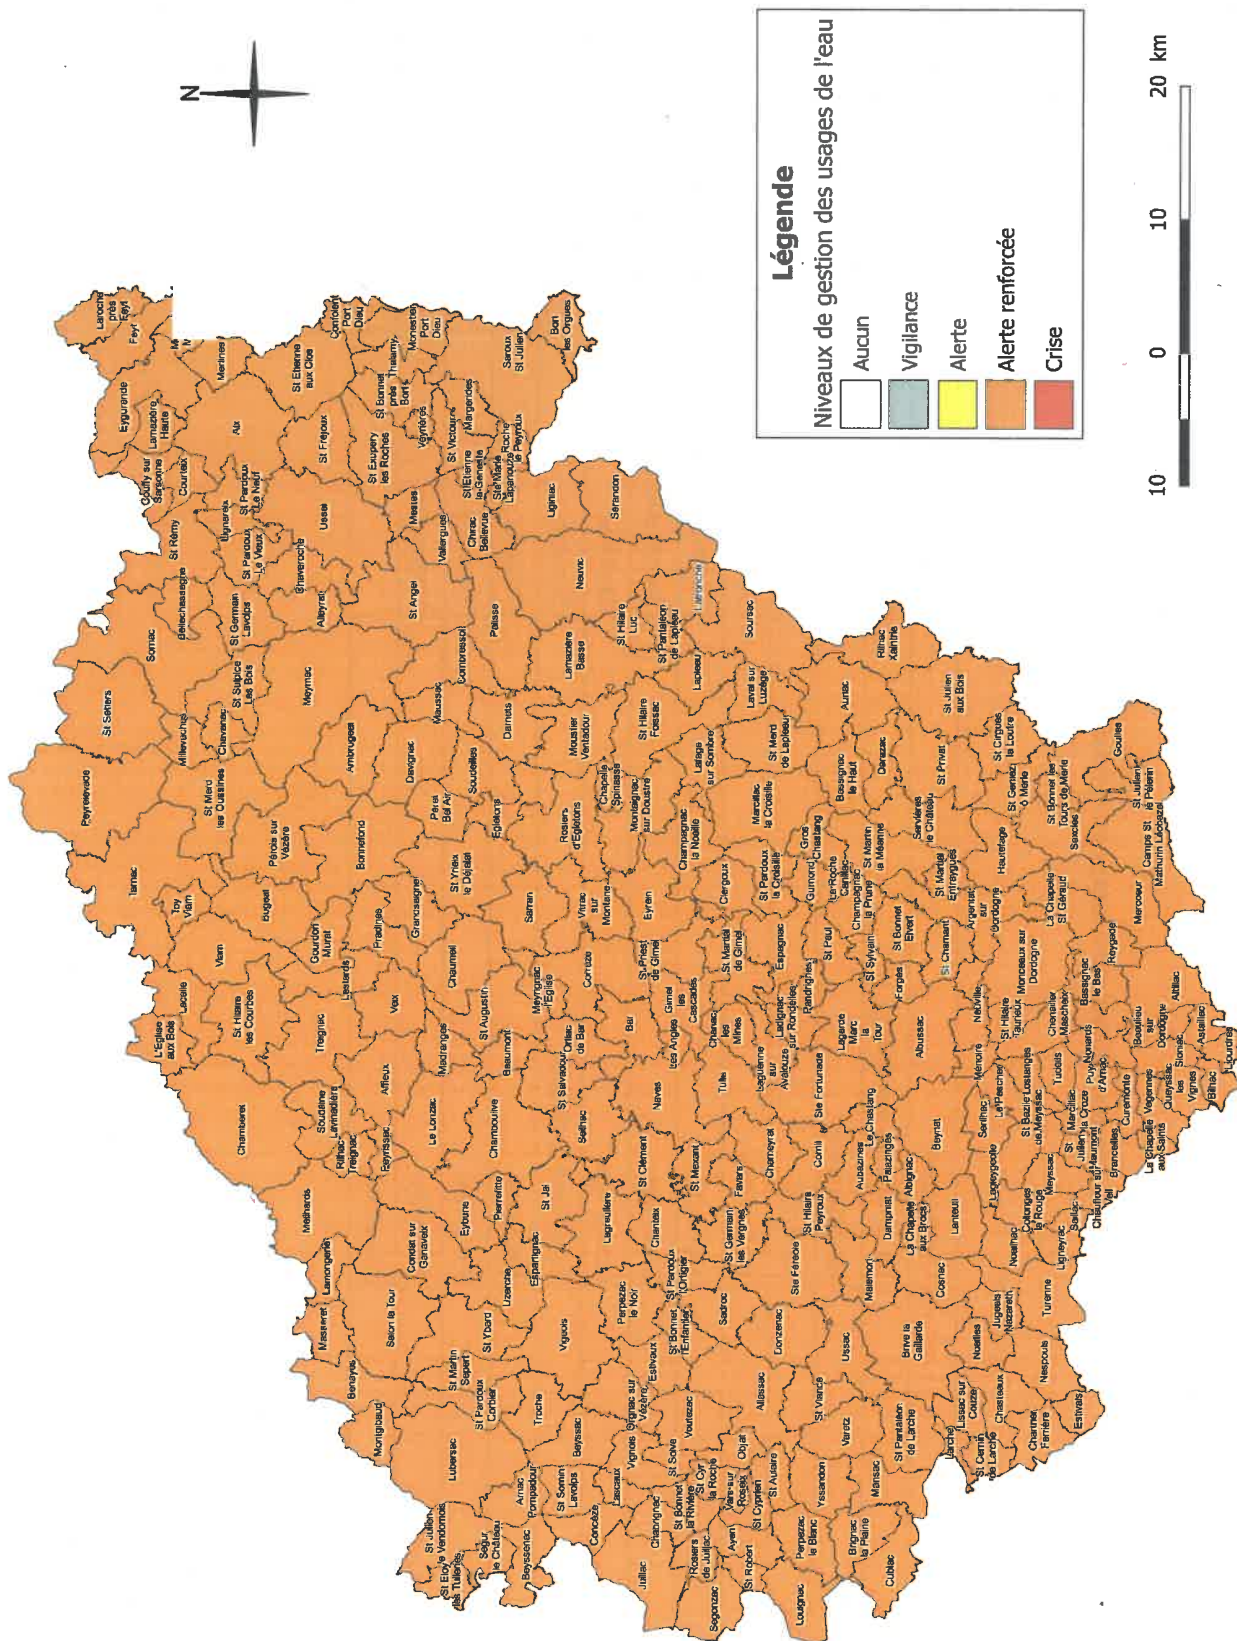 N
Légende
Niveaux de gestion des usages de l'eau
Aucun
Vigilance
Alerte
Alerte renforcée
Crise
10 0 10 20 km
Laroche
près
Feyt
Feyt
Eygurande
Lamazière
Haute
Merlines
Couffy sur
Sarsonne
Courteix
Aix
St Etienne
aux Clos
Confolent
Port
Dieu
Monestier
Port
Dieu
Thalamy
St Bonnet
près
Bort
St Fréjoux
St Exupery
les Roches
Veyrières
St Victour
Margerides
Saroux
St Julien
Bort
les Orgues
St Rémy
Lignareix
St Pardoux
Le Neuf
St Pardoux
Le Vieux
Ussel
Mestes
St Etienne
la Geneste
Ste Marie
Lapanouze
Roche
le Peyroux
Chirac
Bellevue
Valiergues
Liginiac
Sérandon
Sornac
Bellechassagne
St Germain
Lavolps
Chaveroche
Alleyrat
St Angel
Palisse
Neuvic
St Sétiers
Millevaches
Chavanac
St Sulpice
Les Bois
Meymac
Combressol
Maussac
Darnets
Lamazière
Basse
St Hilaire
Luc
St Pantaléon
de Lapleau
Latronche
Soursac
Lapleau
Laval sur
Luzège
Peyrelevade
St Merd
les Oussines
Ambrugeat
Davignac
Soudeilles
Moustier
Ventadour
St Hilaire
Foissac
Lafage
sur Sombre
St Merd
de Lapleau
Auriac
Rilhac
Xaintrie
St Julien
aux Bois
Tarnac
Pérols sur
Vézère
Bonnefond
Péret
Bel Air
Egletons
Rosiers
d'Egletons
Chapelle
Spinasse
Montaignac
sur Doustre
Marcillac
la Croisille
Bassignac
le Haut
Darazac
St Privat
St Cirgues
la Loutre
Toy
Viam
Bugeat
Gourdon
Murat
Pradines
Grandsaigne
St Yrieix
le Déjalat
Sarran
Vitrac
sur
Montane
Eyrein
Champagnac
la Noaille
Clergoux
St Pardoux
la Croisille
Gros
Chastang
Gumond
La Roche
Canillac
Champagnac
la Prune
St Martin
la Méanne
Servières
le Château
St Geniez
ô Merle
St Bonnet les
Tours de Merle
Goulles
St Julien
le Pèlerin
Sexcles
Camps St
Mathurin Léobazel
Hautefage
St Martial
Entraygues
Argentat
sur
Dordogne
La Chapelle
St Géraud
Mercoeur
Reygade
Viam
Lacelle
L'Eglise
aux Bois
St Hilaire
les Courbes
Treignac
Lestards
Veix
Chaumeil
St Augustin
Meyrignac
l'Eglise
Corrèze
St Priest
de Gimel
St Martial
de Gimel
Espagnac
St Paul
St Sylvain
St Bonnet
Elvert
Forgès
St Chamant
Monceaux sur
Dordogne
Bassignac
le Bas
Altillac
Chamberet
Soudaine
Lavinadière
Rilhac
Treignac
Affieux
Peyrissac
Madranges
Le Lonzac
Beaumont
Chamboulive
Orliac
de Bar
St Salvadour
Bar
Gimel
les
Cascades
Les Angles
Chanac
les
Mines
Ladignac
sur Rondelles
Pandrignes
Lagarde
Marc
la
Tour
Laguenne
sur
Avalouze
Tulle
Naves
Seilhac
Ste Fortunade
Albussac
Neuville
St Hilaire
Taurieux
Chenailler
Mascheix
Ménoire
Le Pescher
Sérilhac
St Bazile
de Meyssac
Lostanges
Tudeils
Nonards
Puy
d'Arnac
Beaulieu
sur
Dordogne
Sioniac
Astaillac
Liourdres
Bilhac
Queyssac
les
Vignes
Végennes
Curemonte
La Chapelle
aux Saints
Branceilles
Marcillac
la Croze
St
Julien
Maumont
Chauffour sur
Vell
Meyssac
Collonges
la Rouge
Saillac
Ligneyrac
Noailhac
Lagleygeolle
Beynat
Le Chastang
Palazinges
Aubazines
Cornil
Albignac
Lanteuil
La Chapelle
aux Brocs
Dampniat
Chameyrat
Favars
St Mexant
St Clément
Lagraulière
St Jal
Pierrefitte
Espartignac
Eyburie
Uzerche
Condat sur
Ganaveix
Meilhards
Lamongerie
Masseret
Salon la Tour
Benayes
St Ybard
St Martin
Sepert
Vigeois
Perpezac
le Noir
Chanteix
St Pardoux
l'Ortigier
St Germain
les Vergnes
St Hilaire
Peyroux
Ste Féréole
Sadroc
St Bonnet
l'Enfantier
Donzenac
Malemort
Ussac
Brive la
Gaillarde
Cosnac
Jugeals
Nazareth
Turenne
Noailles
Nespouls
Estivals
Chasteaux
Lissac sur
Couze
Chartrier
Ferrière
St Cernin
de Larche
Larche
St Pantaléon
de Larche
Varetz
St Viance
Allassac
Estivaux
Orgnac sur
Vézère
Voutezac
Vignols
St Solve
Objat
St Cyr
la Roche
Vars-sur
Roseix
St Cyprien
St Aulaire
Yssandon
Mansac
Cublac
Brignac
la Plaine
Perpezac
le Blanc
Louignac
St Robert
Ayen
Segonzac
Rosiers
de Juillac
St Bonnet
la Rivière
Juillac
Chabrignac
Lascaux
Concèze
St Sornin
Lavolps
Beyssac
Troche
St Pardoux
Corbier
Lubersac
Montgibaud
Arnac
Pompadour
Beyssenac
Ségur
le Château
St Julien
le Vendomois
St Eloy
les Tuileries